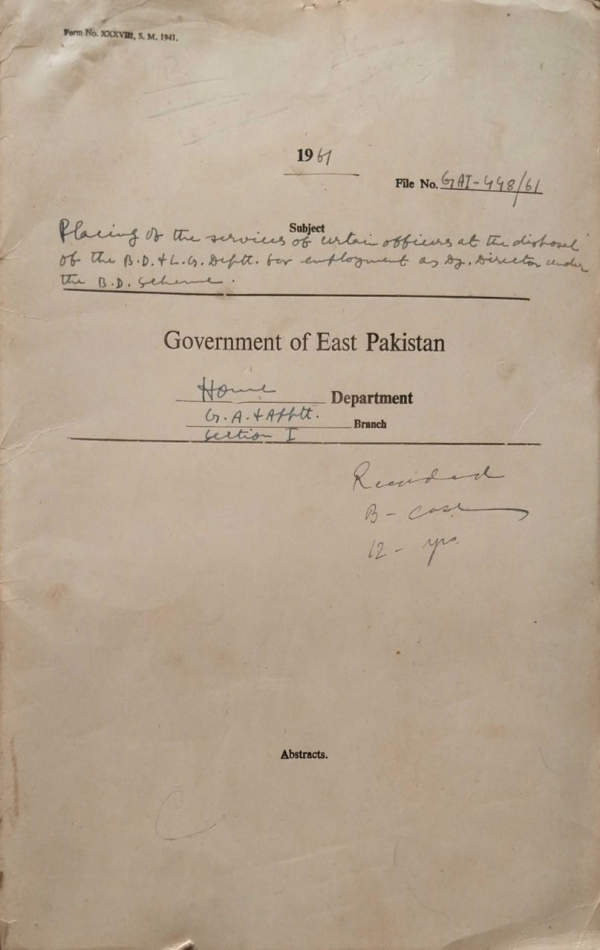 Form No. XXXVIII, S. M. 1941.
1961
File No. GAI-448/61
Subject
Placing of the services of certain officers at the disposal
of the B.D. & L.G. Deptt. for employment as Dy. Director under
the B.D. Scheme.
Government of East Pakistan
Home Department
G.A. & Apptt. Branch
Section I
Recorded
B - case
12 - yrs.
Abstracts.